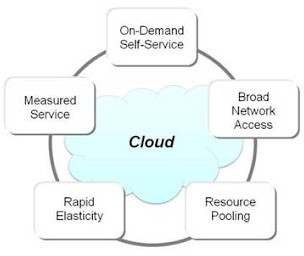 On-Demand
Self-Service
Broad
Network
Access
Resource
Pooling
Rapid
Elasticity
Measured
Service
Cloud